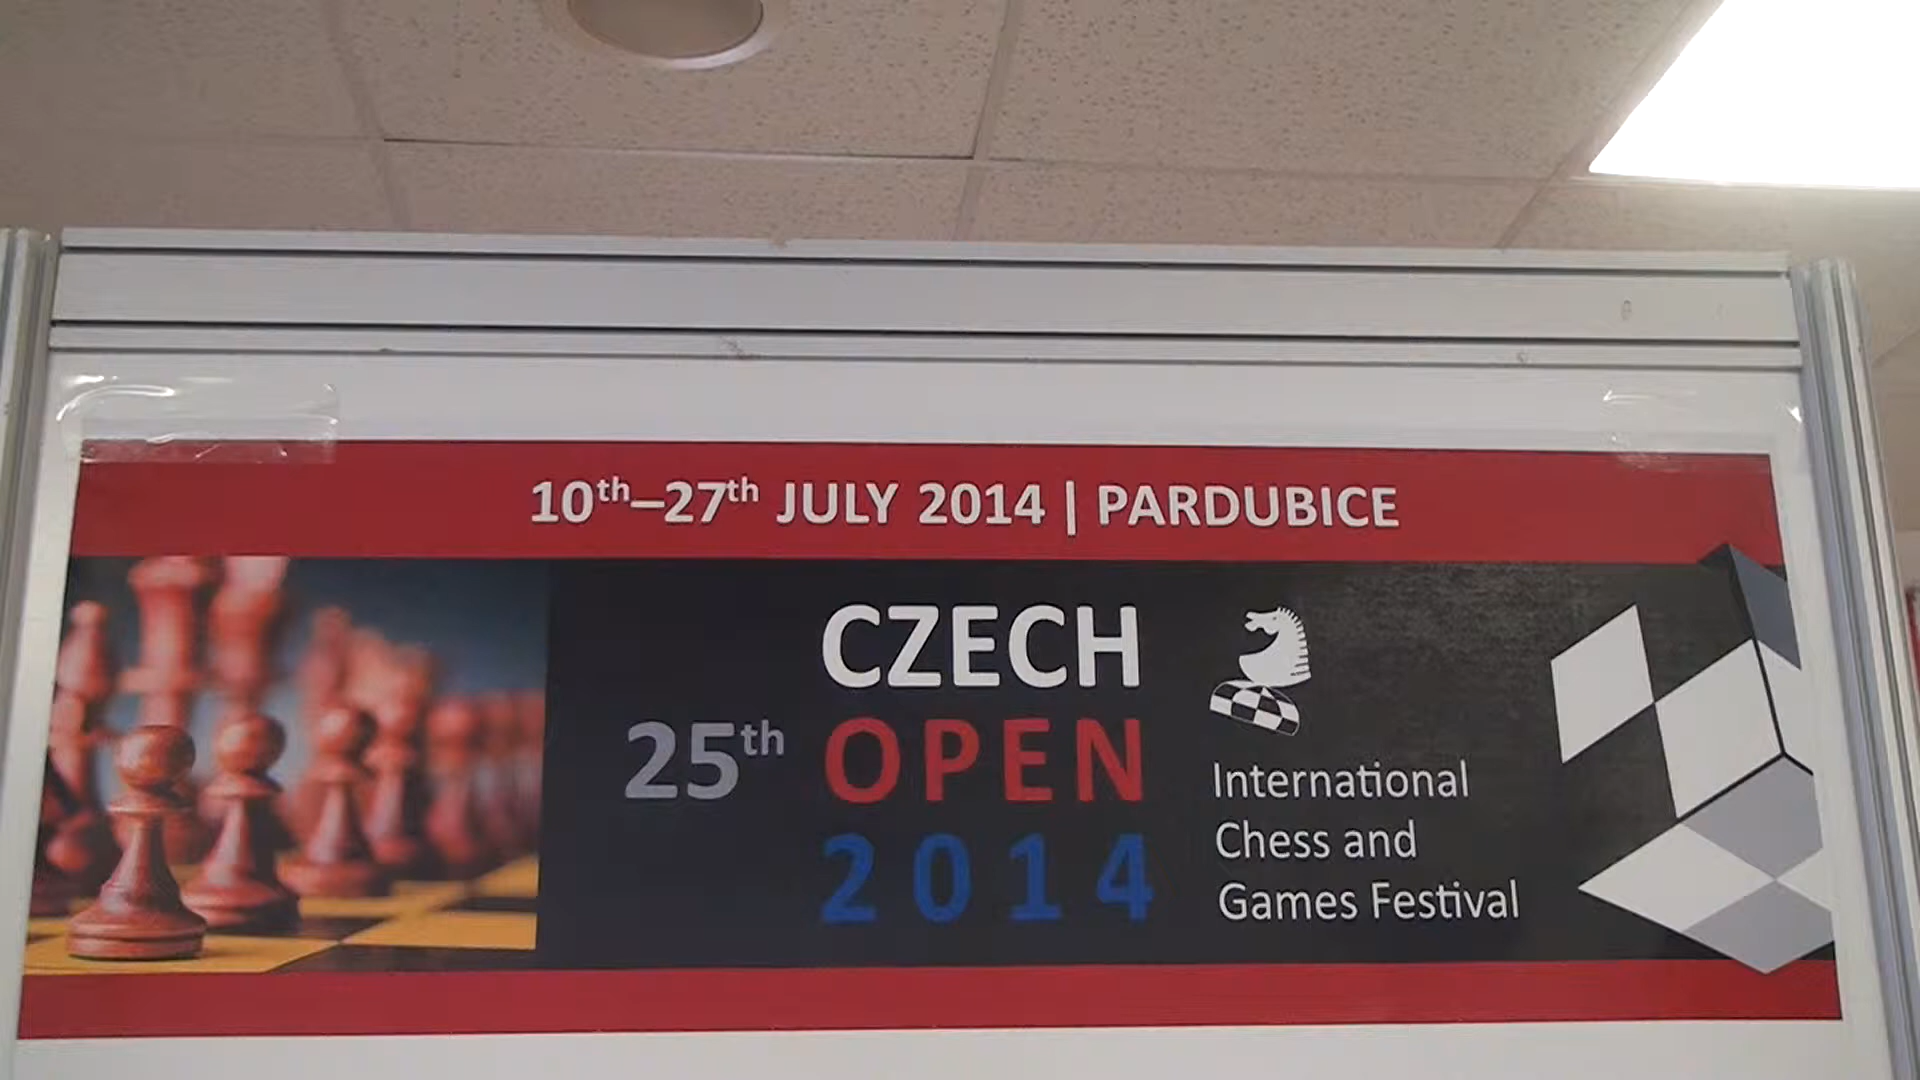 10th–27th JULY 2014 | PARDUBICE
CZECH
25th OPEN
2014
International
Chess and
Games Festival